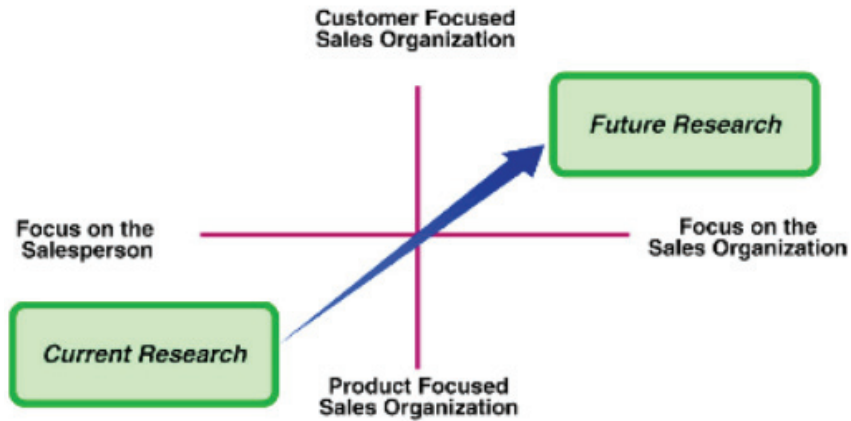 Customer Focused
Sales Organization
Future Research
Focus on the
Salesperson
Focus on the
Sales Organization
Current Research
Product Focused
Sales Organization